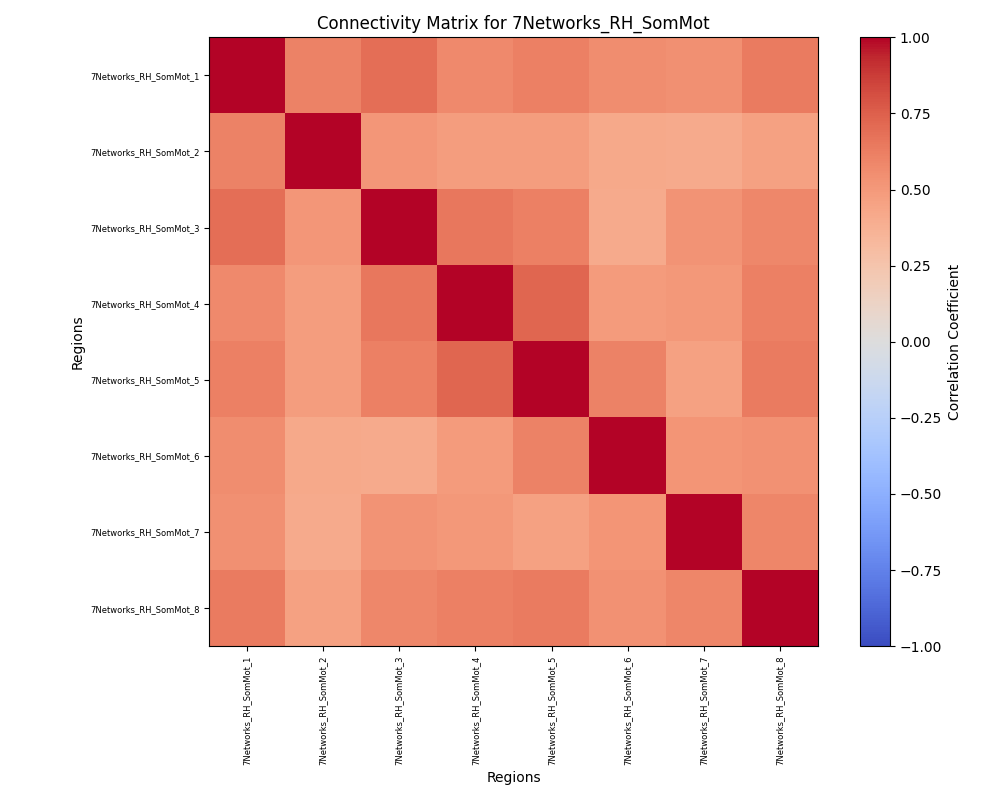 Connectivity Matrix for 7Networks_RH_SomMot
7Networks_RH_SomMot_1
7Networks_RH_SomMot_2
7Networks_RH_SomMot_3
7Networks_RH_SomMot_4
7Networks_RH_SomMot_5
7Networks_RH_SomMot_6
7Networks_RH_SomMot_7
7Networks_RH_SomMot_8
Regions
7Networks_RH_SomMot_1
7Networks_RH_SomMot_2
7Networks_RH_SomMot_3
7Networks_RH_SomMot_4
7Networks_RH_SomMot_5
7Networks_RH_SomMot_6
7Networks_RH_SomMot_7
7Networks_RH_SomMot_8
Regions
1.00
0.75
0.50
0.25
0.00
−0.25
−0.50
−0.75
−1.00
Correlation Coefficient